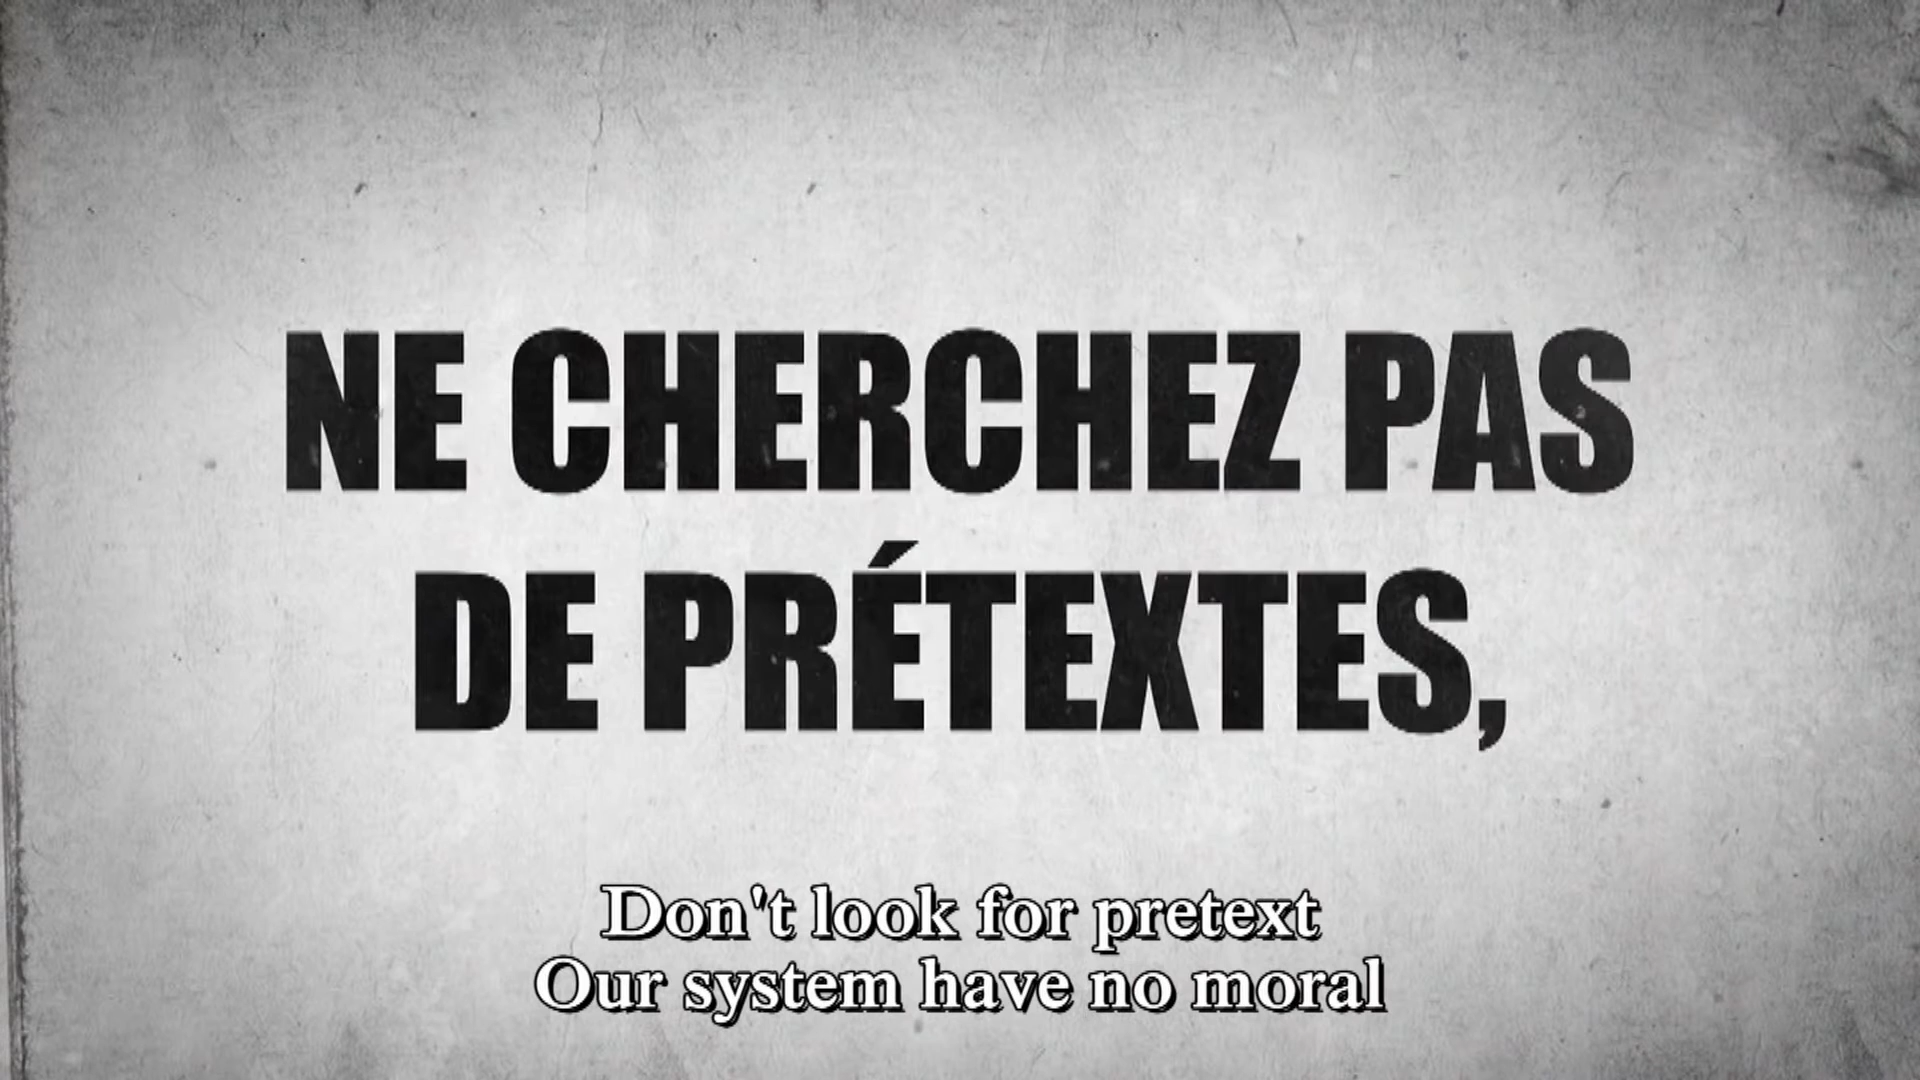 NE CHERCHEZ PAS
DE PRÉTEXTES,
Don't look for pretext
Our system have no moral